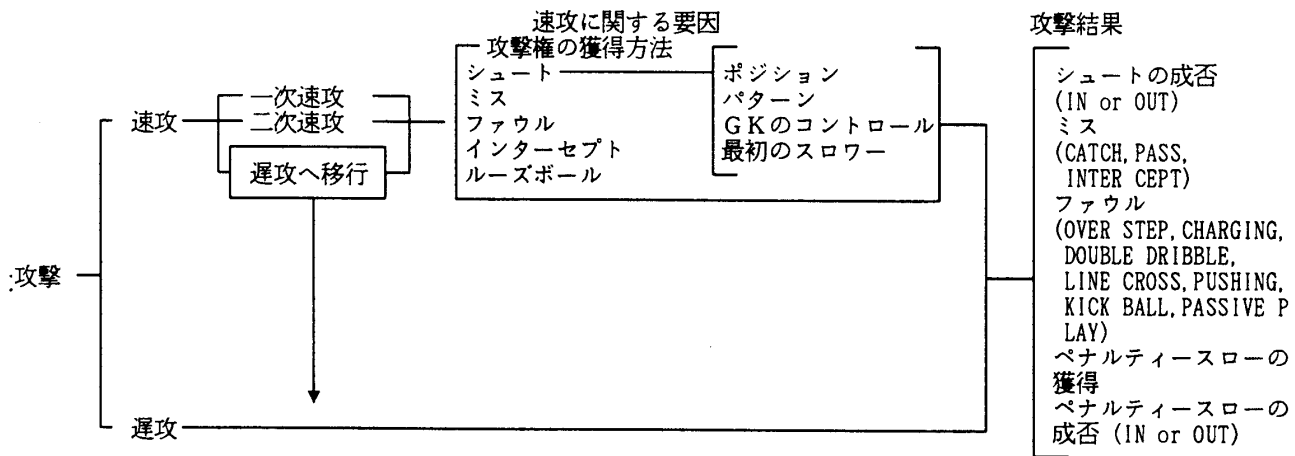 速攻に関する要因
攻撃権の獲得方法
シュート
ミス
ファウル
インターセプト
ルーズボール
ポジション
パターン
GKのコントロール
最初のスロワー
攻撃
速攻
一次速攻
二次速攻
遅攻へ移行
遅攻
攻撃結果
シュートの成否
(IN or OUT)
ミス
(CATCH, PASS,
INTER CEPT)
ファウル
(OVER STEP, CHARGING,
DOUBLE DRIBBLE,
LINE CROSS, PUSHING,
KICK BALL, PASSIVE P
LAY)
ペナルティースローの
獲得
ペナルティースローの
成否 (IN or OUT)